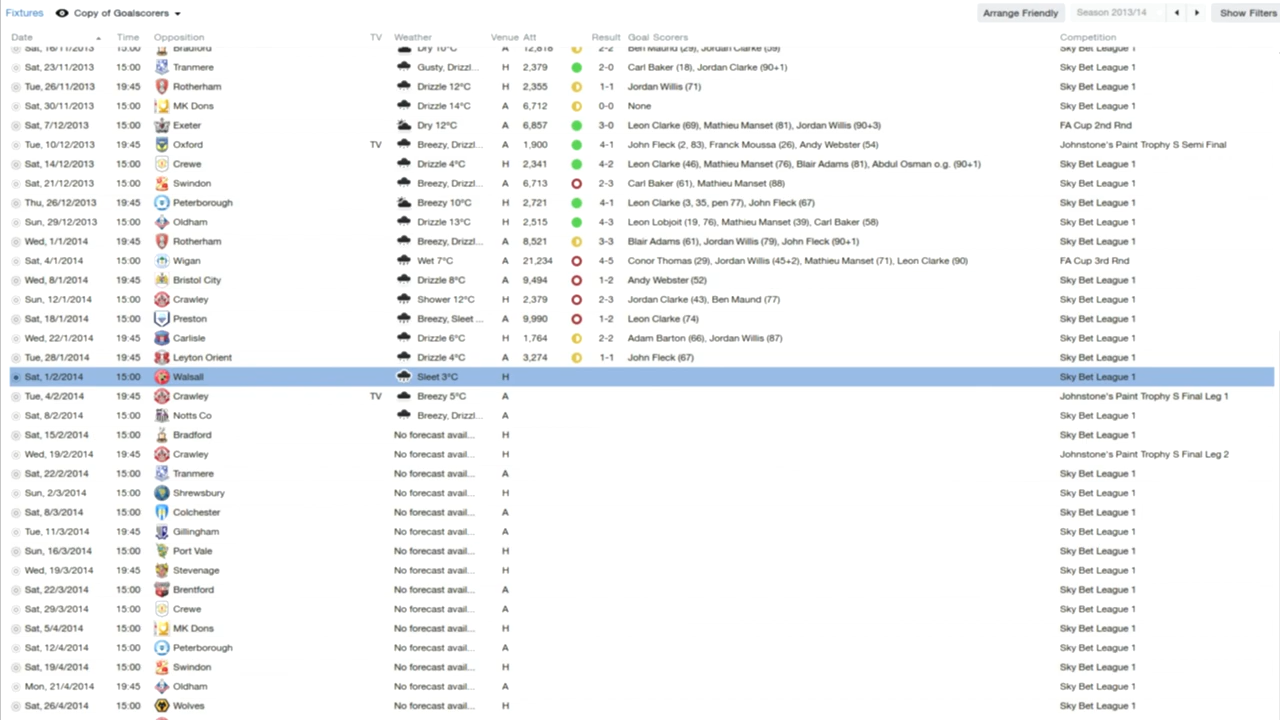 Fixtures Copy of Goalscorers Arrange Friendly Season 2013/14 Show Filters
Date Time Opposition TV Weather Venue Att Result Goal Scorers Competition
Sat, 16/11/2013 15:00 Bradford Dry 10°C A 12,818 2-2 Ben Maund (29), Jordan Clarke (59) Sky Bet League 1
Sat, 23/11/2013 15:00 Tranmere Gusty, Drizzl... H 2,379 2-0 Carl Baker (18), Jordan Clarke (90+1) Sky Bet League 1
Tue, 26/11/2013 19:45 Rotherham Drizzle 12°C H 2,355 1-1 Jordan Willis (71) Sky Bet League 1
Sat, 30/11/2013 15:00 MK Dons Drizzle 14°C A 6,712 0-0 None Sky Bet League 1
Sat, 7/12/2013 15:00 Exeter Dry 12°C A 6,857 3-0 Leon Clarke (69), Mathieu Manset (81), Jordan Willis (90+3) FA Cup 2nd Rnd
Tue, 10/12/2013 19:45 Oxford TV Breezy, Drizzl... A 1,900 4-1 John Fleck (2, 83), Franck Moussa (26), Andy Webster (54) Johnstone's Paint Trophy S Semi Final
Sat, 14/12/2013 15:00 Crewe Drizzle 4°C H 2,341 4-2 Leon Clarke (46), Mathieu Manset (76), Blair Adams (81), Abdul Osman o.g. (90+1) Sky Bet League 1
Sat, 21/12/2013 15:00 Swindon Breezy, Drizzl... A 6,713 2-3 Carl Baker (61), Mathieu Manset (88) Sky Bet League 1
Thu, 26/12/2013 19:45 Peterborough Breezy 10°C H 2,721 4-1 Leon Clarke (3, 35, pen 77), John Fleck (67) Sky Bet League 1
Sun, 29/12/2013 15:00 Oldham Drizzle 13°C H 2,515 4-3 Leon Lobjoit (19, 76), Mathieu Manset (39), Carl Baker (58) Sky Bet League 1
Wed, 1/1/2014 19:45 Rotherham Breezy, Drizzl... A 8,521 3-3 Blair Adams (61), Jordan Willis (79), John Fleck (90+1) Sky Bet League 1
Sat, 4/1/2014 15:00 Wigan Wet 7°C A 21,234 4-5 Conor Thomas (29), Jordan Willis (45+2), Mathieu Manset (71), Leon Clarke (90) FA Cup 3rd Rnd
Wed, 8/1/2014 19:45 Bristol City Drizzle 8°C A 9,494 1-2 Andy Webster (52) Sky Bet League 1
Sun, 12/1/2014 15:00 Crawley Shower 12°C H 2,379 2-3 Jordan Clarke (43), Ben Maund (77) Sky Bet League 1
Sat, 18/1/2014 15:00 Preston Breezy, Sleet ... A 9,990 1-2 Leon Clarke (74) Sky Bet League 1
Wed, 22/1/2014 19:45 Carlisle Drizzle 6°C H 1,764 2-2 Adam Barton (66), Jordan Willis (87) Sky Bet League 1
Tue, 28/1/2014 19:45 Leyton Orient Drizzle 4°C A 3,274 1-1 John Fleck (67) Sky Bet League 1
Sat, 1/2/2014 15:00 Walsall Sleet 3°C H Sky Bet League 1
Tue, 4/2/2014 19:45 Crawley TV Breezy 5°C A Johnstone's Paint Trophy S Final Leg 1
Sat, 8/2/2014 15:00 Notts Co Breezy, Drizzl... A Sky Bet League 1
Sat, 15/2/2014 15:00 Bradford No forecast avail... H Sky Bet League 1
Wed, 19/2/2014 19:45 Crawley No forecast avail... H Johnstone's Paint Trophy S Final Leg 2
Sat, 22/2/2014 15:00 Tranmere No forecast avail... A Sky Bet League 1
Sun, 2/3/2014 15:00 Shrewsbury No forecast avail... H Sky Bet League 1
Sat, 8/3/2014 15:00 Colchester No forecast avail... A Sky Bet League 1
Tue, 11/3/2014 19:45 Gillingham No forecast avail... A Sky Bet League 1
Sun, 16/3/2014 15:00 Port Vale No forecast avail... H Sky Bet League 1
Wed, 19/3/2014 19:45 Stevenage No forecast avail... H Sky Bet League 1
Sat, 22/3/2014 15:00 Brentford No forecast avail... A Sky Bet League 1
Sat, 29/3/2014 15:00 Crewe No forecast avail... A Sky Bet League 1
Sat, 5/4/2014 15:00 MK Dons No forecast avail... H Sky Bet League 1
Sat, 12/4/2014 15:00 Peterborough No forecast avail... A Sky Bet League 1
Sat, 19/4/2014 15:00 Swindon No forecast avail... H Sky Bet League 1
Mon, 21/4/2014 19:45 Oldham No forecast avail... A Sky Bet League 1
Sat, 26/4/2014 15:00 Wolves No forecast avail... H Sky Bet League 1